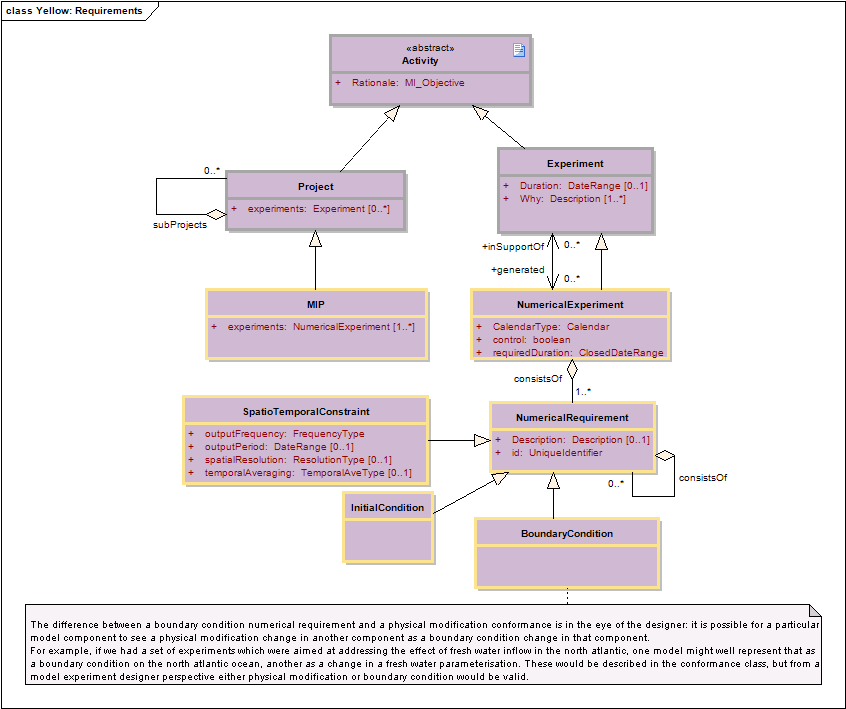 class Yellow: Requirements
«abstract»
Activity
+ Rationale: MI_Objective
Experiment
+ Duration: DateRange [0..1]
+ Why: Description [1..*]
0..*
Project
+ experiments: Experiment [0..*]
subProjects
+inSupportOf
0..*
+generated
0..*
MIP
+ experiments: NumericalExperiment [1..*]
NumericalExperiment
+ CalendarType: Calendar
+ control: boolean
+ requiredDuration: ClosedDateRange
consistsOf
1..*
SpatioTemporalConstraint
+ outputFrequency: FrequencyType
+ outputPeriod: DateRange [0..1]
+ spatialResolution: ResolutionType [0..1]
+ temporalAveraging: TemporalAveType [0..1]
NumericalRequirement
+ Description: Description [0..1]
+ id: UniqueIdentifier
0..*
consistsOf
InitialCondition
BoundaryCondition
The difference between a boundary condition numerical requirement and a physical modification conformance is in the eye of the designer: it is possible for a particular
model component to see a physical modification change in another component as a boundary condition change in that component.
For example, if we had a set of experiments which were aimed at addressing the effect of fresh water inflow in the north atlantic, one model might well represent that as
a boundary condition on the north atlantic ocean, another as a change in a fresh water parameterisation. These would be described in the conformance class, but from a
model experiment designer perspective either physical modification or boundary condition would be valid.